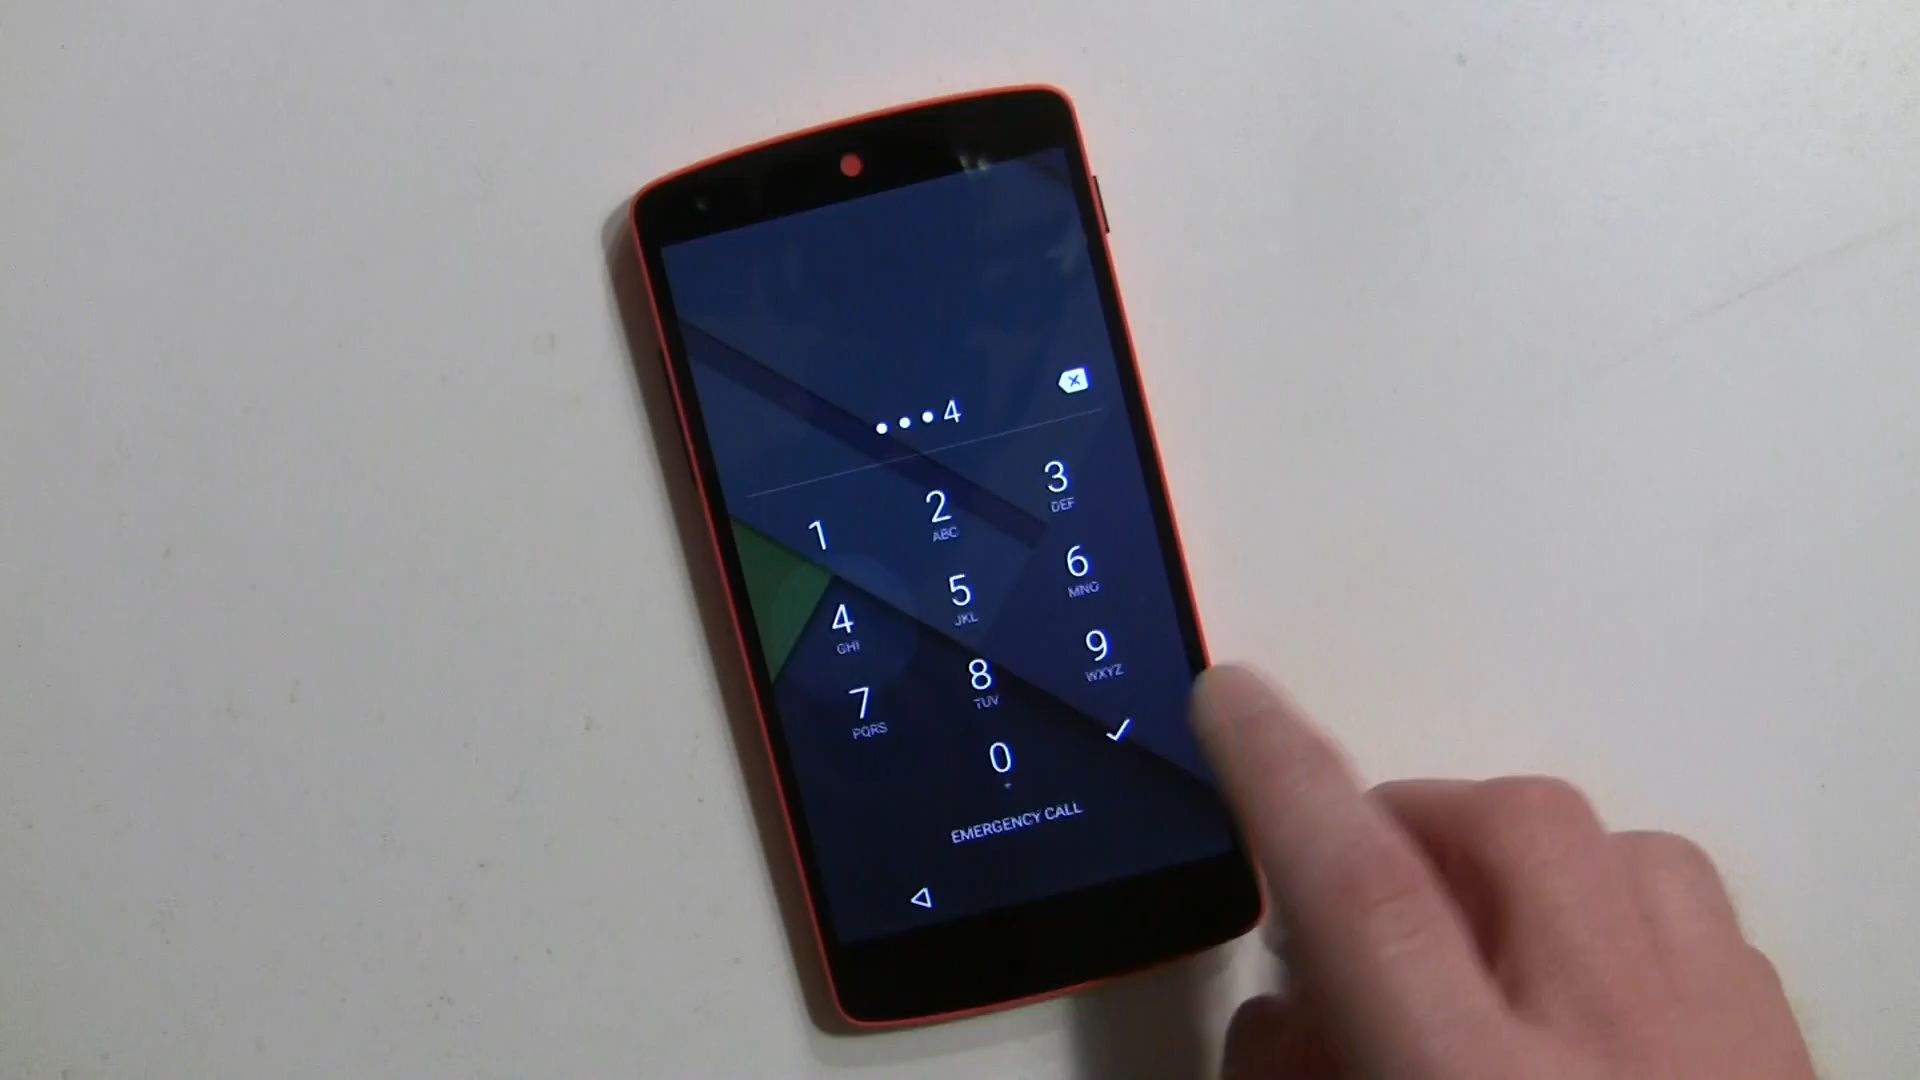 •••4
1
2 ABC
3 DEF
4 GHI
5 JKL
6 MNO
7 PQRS
8 TUV
9 WXYZ
0 +
EMERGENCY CALL